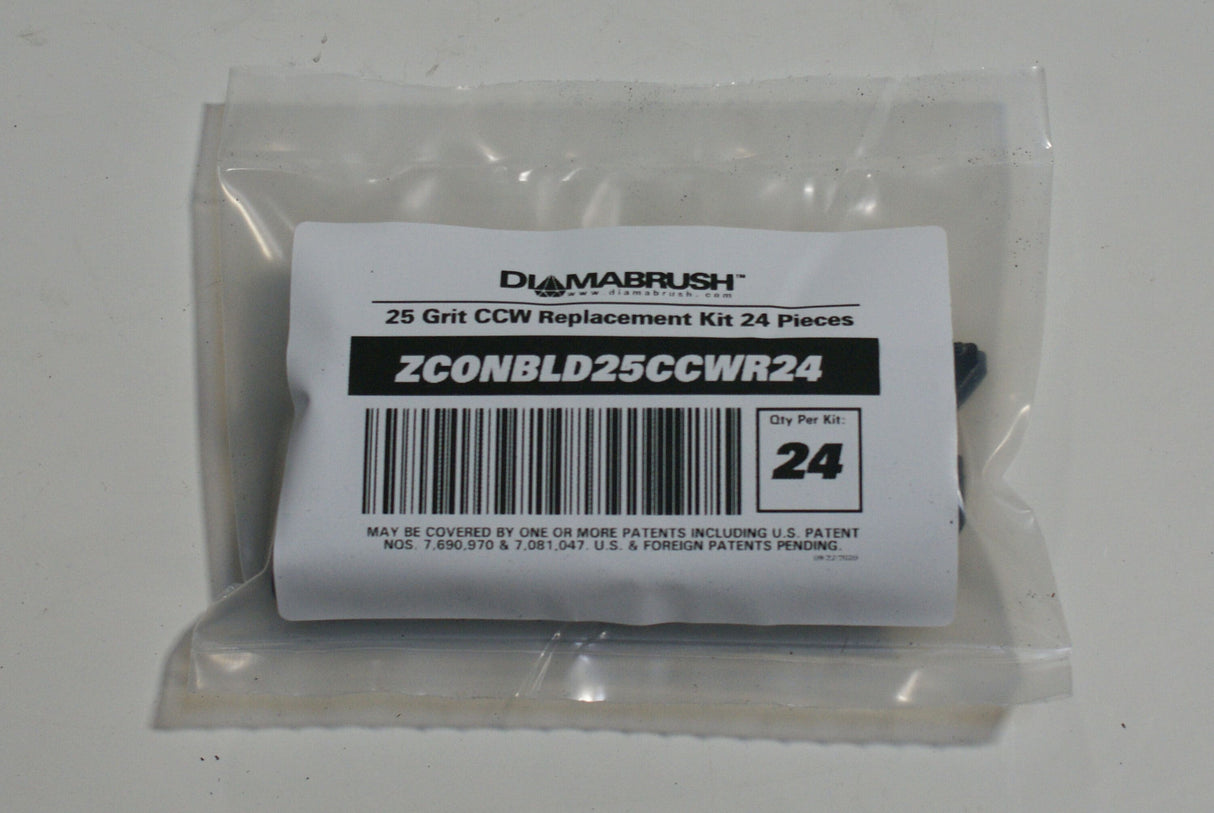 DIAMABRUSH™
www.diamabrush.com
25 Grit CCW Replacement Kit 24 Pieces
ZCONBLD25CCWR24
Qty Per Kit:
24
MAY BE COVERED BY ONE OR MORE PATENTS INCLUDING U.S. PATENT
NOS. 7,690,970 & 7,081,047. U.S. & FOREIGN PATENTS PENDING.